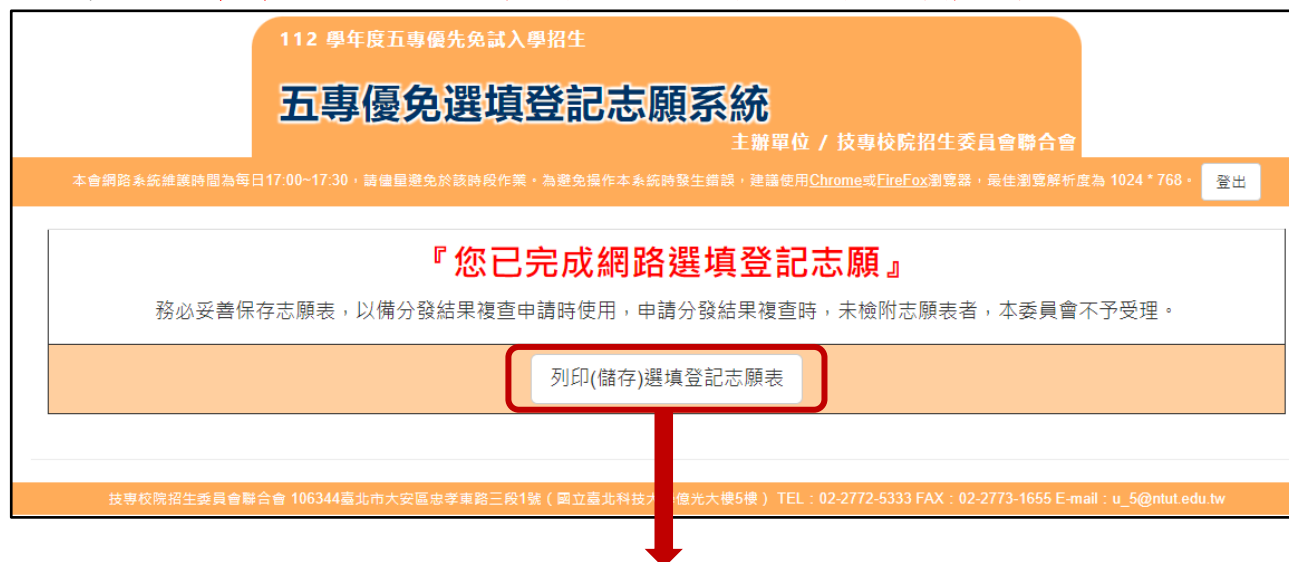 112 學年度五專優先免試入學招生
五專優免選填登記志願系統
主辦單位 / 技專校院招生委員會聯合會
本會網路系統維護時間為每日17:00~17:30，請儘量避免於該時段作業。為避免操作本系統時發生錯誤，建議使用Chrome或FireFox瀏覽器，最佳瀏覽解析度為 1024 * 768。 登出
『您已完成網路選填登記志願』
務必妥善保存志願表，以備分發結果複查申請時使用，申請分發結果複查時，未檢附志願表者，本委員會不予受理。
列印(儲存)選填登記志願表
技專校院招生委員會聯合會 106344臺北市大安區忠孝東路三段1號 ( 國立臺北科技大 億光大樓5樓 ) TEL：02-2772-5333 FAX：02-2773-1655 E-mail：u_5@ntut.edu.tw